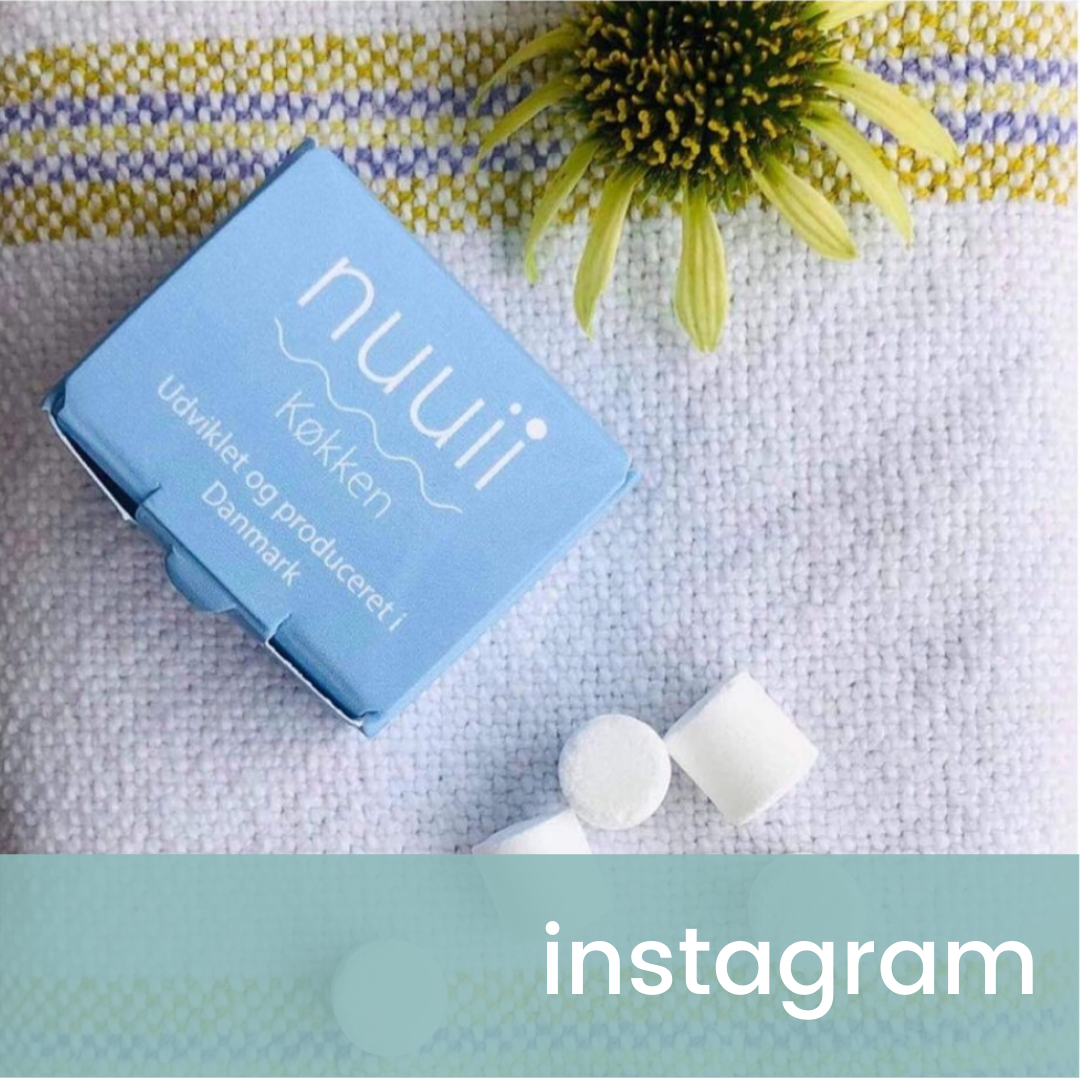 nuuii
Køkken
Udviklet og produceret i
Danmark
instagram